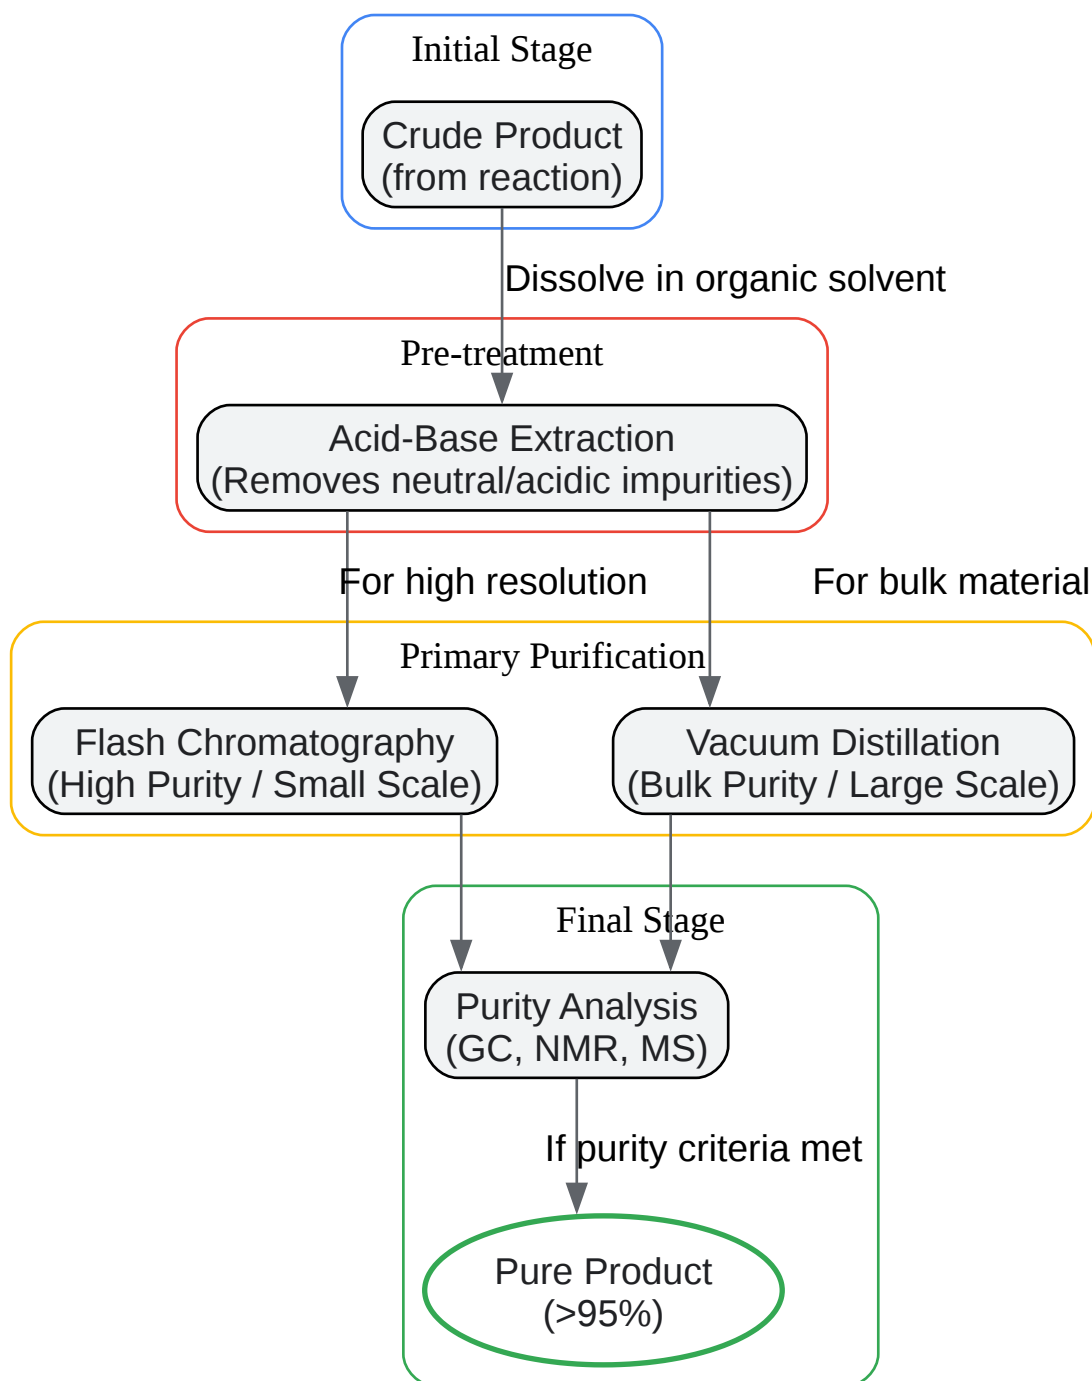 Initial Stage
Crude Product
(from reaction)
Dissolve in organic solvent
Pre-treatment
Acid-Base Extraction
(Removes neutral/acidic impurities)
For high resolution
For bulk material
Primary Purification
Flash Chromatography
(High Purity / Small Scale)
Vacuum Distillation
(Bulk Purity / Large Scale)
Final Stage
Purity Analysis
(GC, NMR, MS)
If purity criteria met
Pure Product
(>95%)